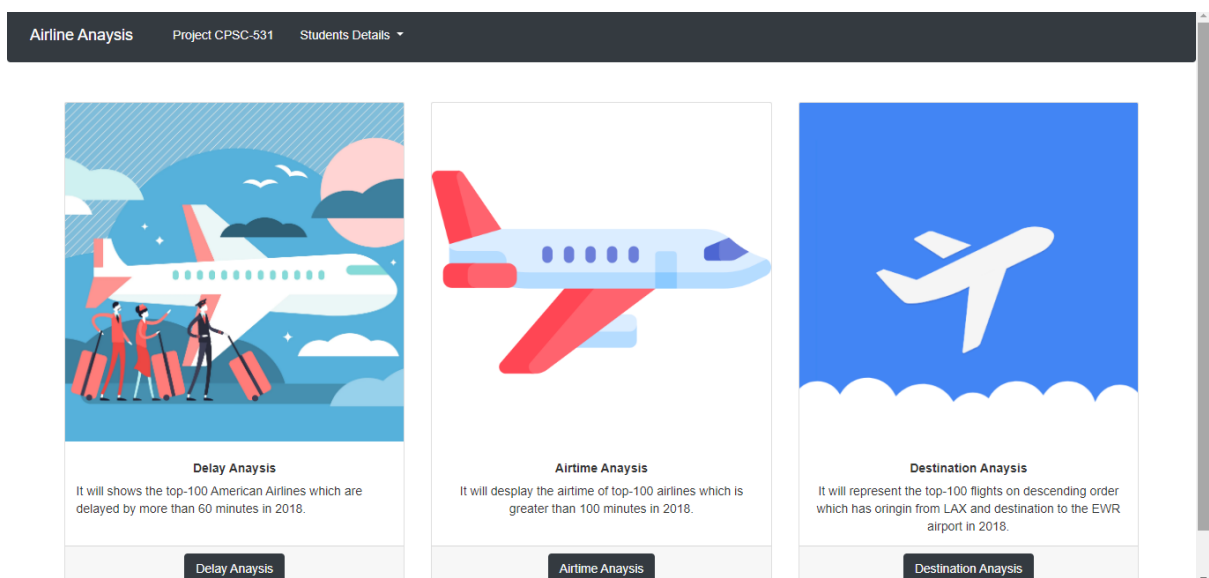 Airline Anaysis Project CPSC-531 Students Details
Delay Anaysis
It will shows the top-100 American Airlines which are
delayed by more than 60 minutes in 2018.
Delay Anaysis
Airtime Anaysis
It will desplay the airtime of top-100 airlines which is
greater than 100 minutes in 2018.
Airtime Anaysis
Destination Anaysis
It will represent the top-100 flights on descending order
which has oringin from LAX and destination to the EWR
airport in 2018.
Destination Anaysis